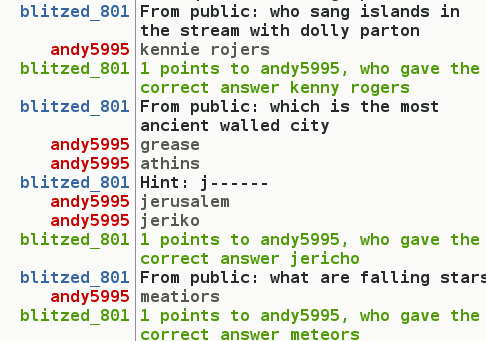 blitzed_801 From public: who sang islands in
the stream with dolly parton
andy5995 kennie rojers
blitzed_801 1 points to andy5995, who gave the
correct answer kenny rogers
blitzed_801 From public: which is the most
ancient walled city
andy5995 grease
andy5995 athins
blitzed_801 Hint: j------
andy5995 jerusalem
andy5995 jeriko
blitzed_801 1 points to andy5995, who gave the
correct answer jericho
blitzed_801 From public: what are falling stars
andy5995 meatiors
blitzed_801 1 points to andy5995, who gave the
correct answer meteors